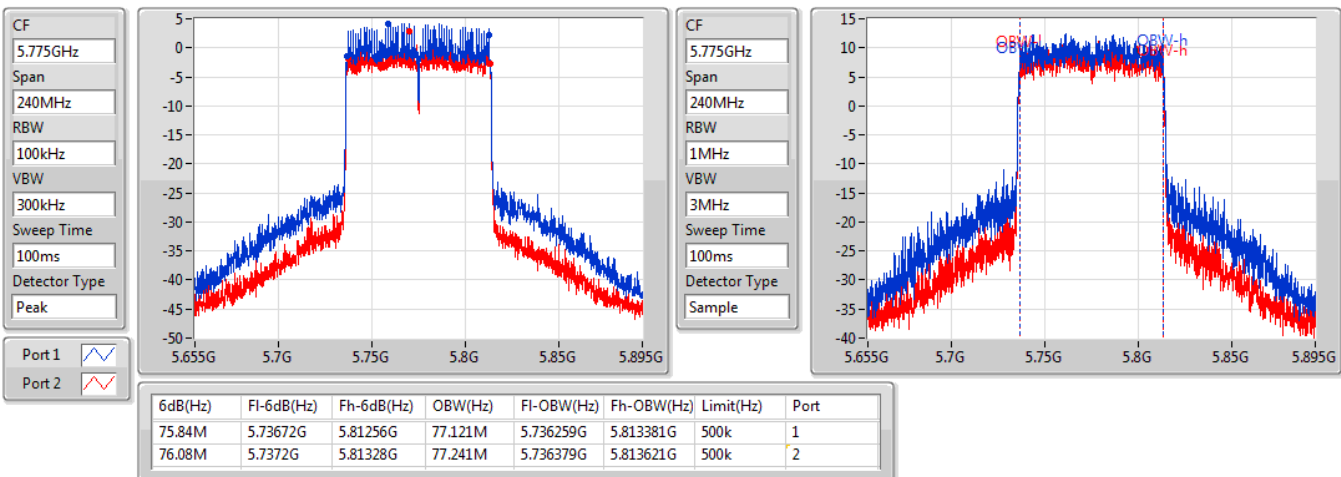 CF
5.775GHz
Span
240MHz
RBW
100kHz
VBW
300kHz
Sweep Time
100ms
Detector Type
Peak
Port 1
Port 2
5
0
-5
-10
-15
-20
-25
-30
-35
-40
-45
-50
5.655G 5.7G 5.75G 5.8G 5.85G 5.895G
CF
5.775GHz
Span
240MHz
RBW
1MHz
VBW
3MHz
Sweep Time
100ms
Detector Type
Sample
15
10
5
0
-5
-10
-15
-20
-25
-30
-35
-40
OBW-h
OBW-h
5.655G 5.7G 5.75G 5.8G 5.85G 5.895G
6dB(Hz) Fl-6dB(Hz) Fh-6dB(Hz) OBW(Hz) Fl-OBW(Hz) Fh-OBW(Hz) Limit(Hz) Port
75.84M 5.73672G 5.81256G 77.121M 5.736259G 5.813381G 500k 1
76.08M 5.7372G 5.81328G 77.241M 5.736379G 5.813621G 500k 2